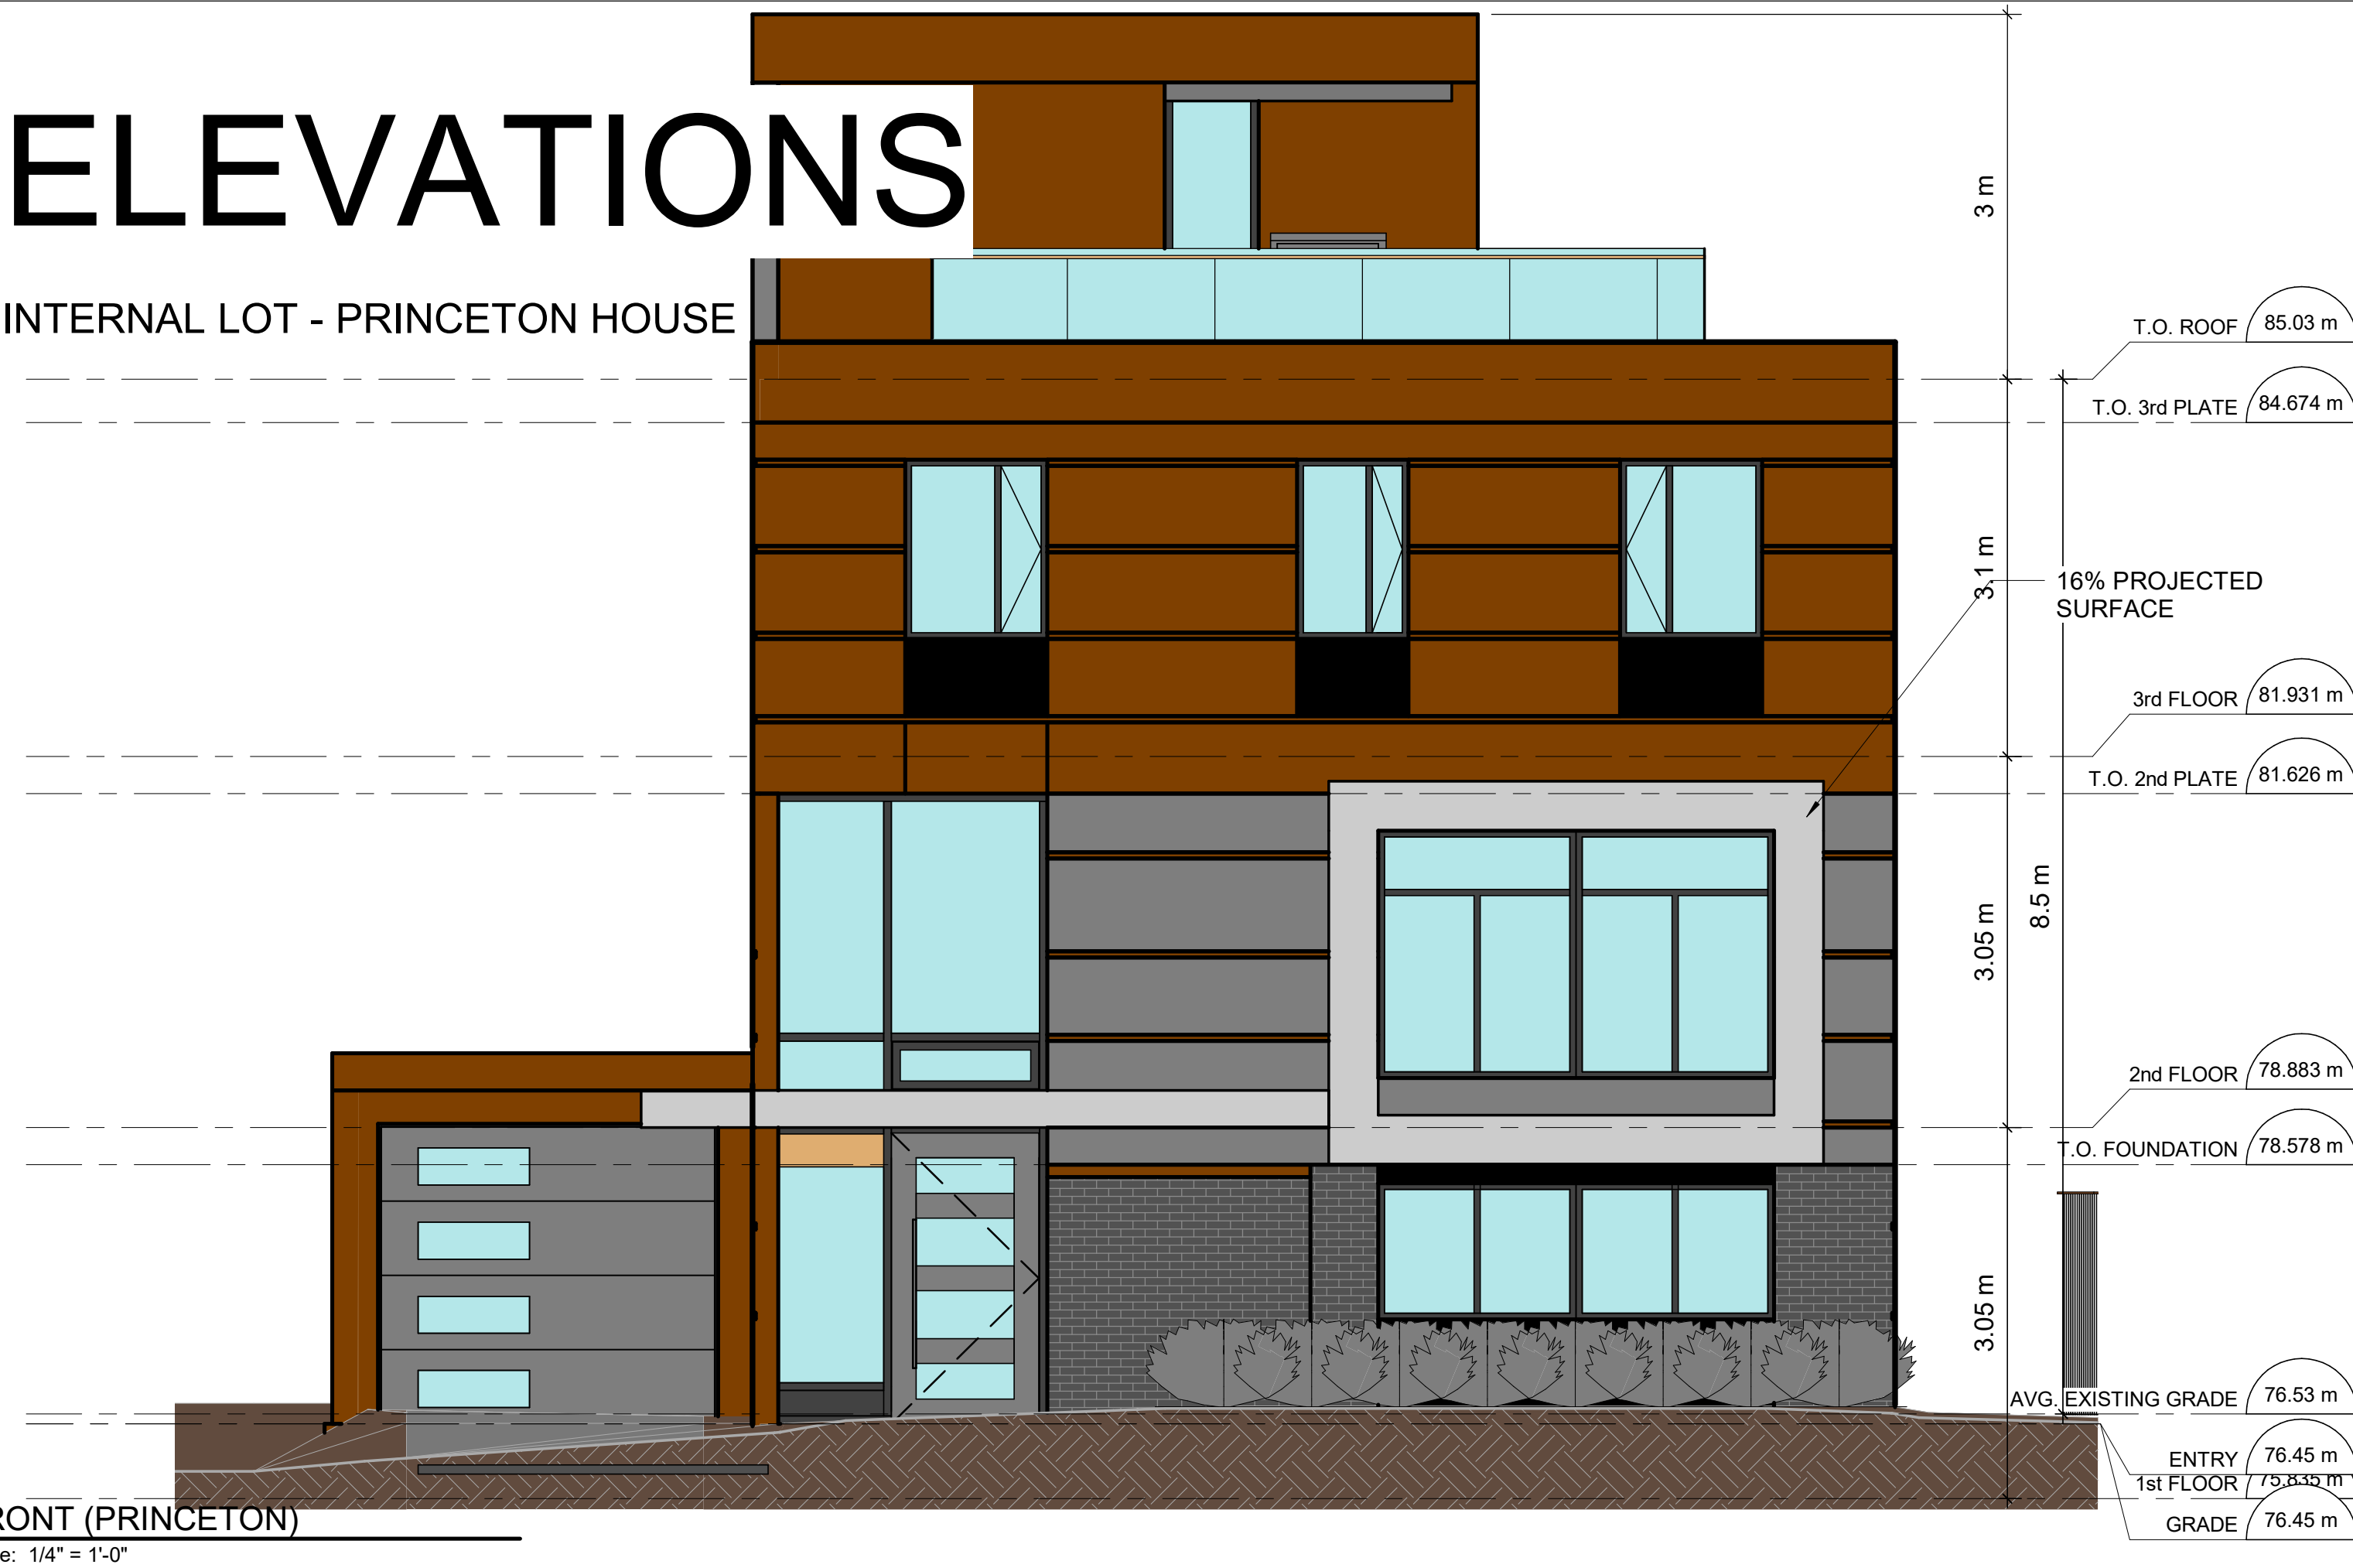 ELEVATIONS
INTERNAL LOT - PRINCETON HOUSE
3 m
T.O. ROOF 85.03 m
T.O. 3rd PLATE 84.674 m
3.1 m
16% PROJECTED
SURFACE
3rd FLOOR 81.931 m
T.O. 2nd PLATE 81.626 m
8.5 m
3.05 m
2nd FLOOR 78.883 m
T.O. FOUNDATION 78.578 m
3.05 m
AVG. EXISTING GRADE 76.53 m
ENTRY 76.45 m
1st FLOOR 75.835 m
GRADE 76.45 m
RONT (PRINCETON)
e: 1/4" = 1'-0"